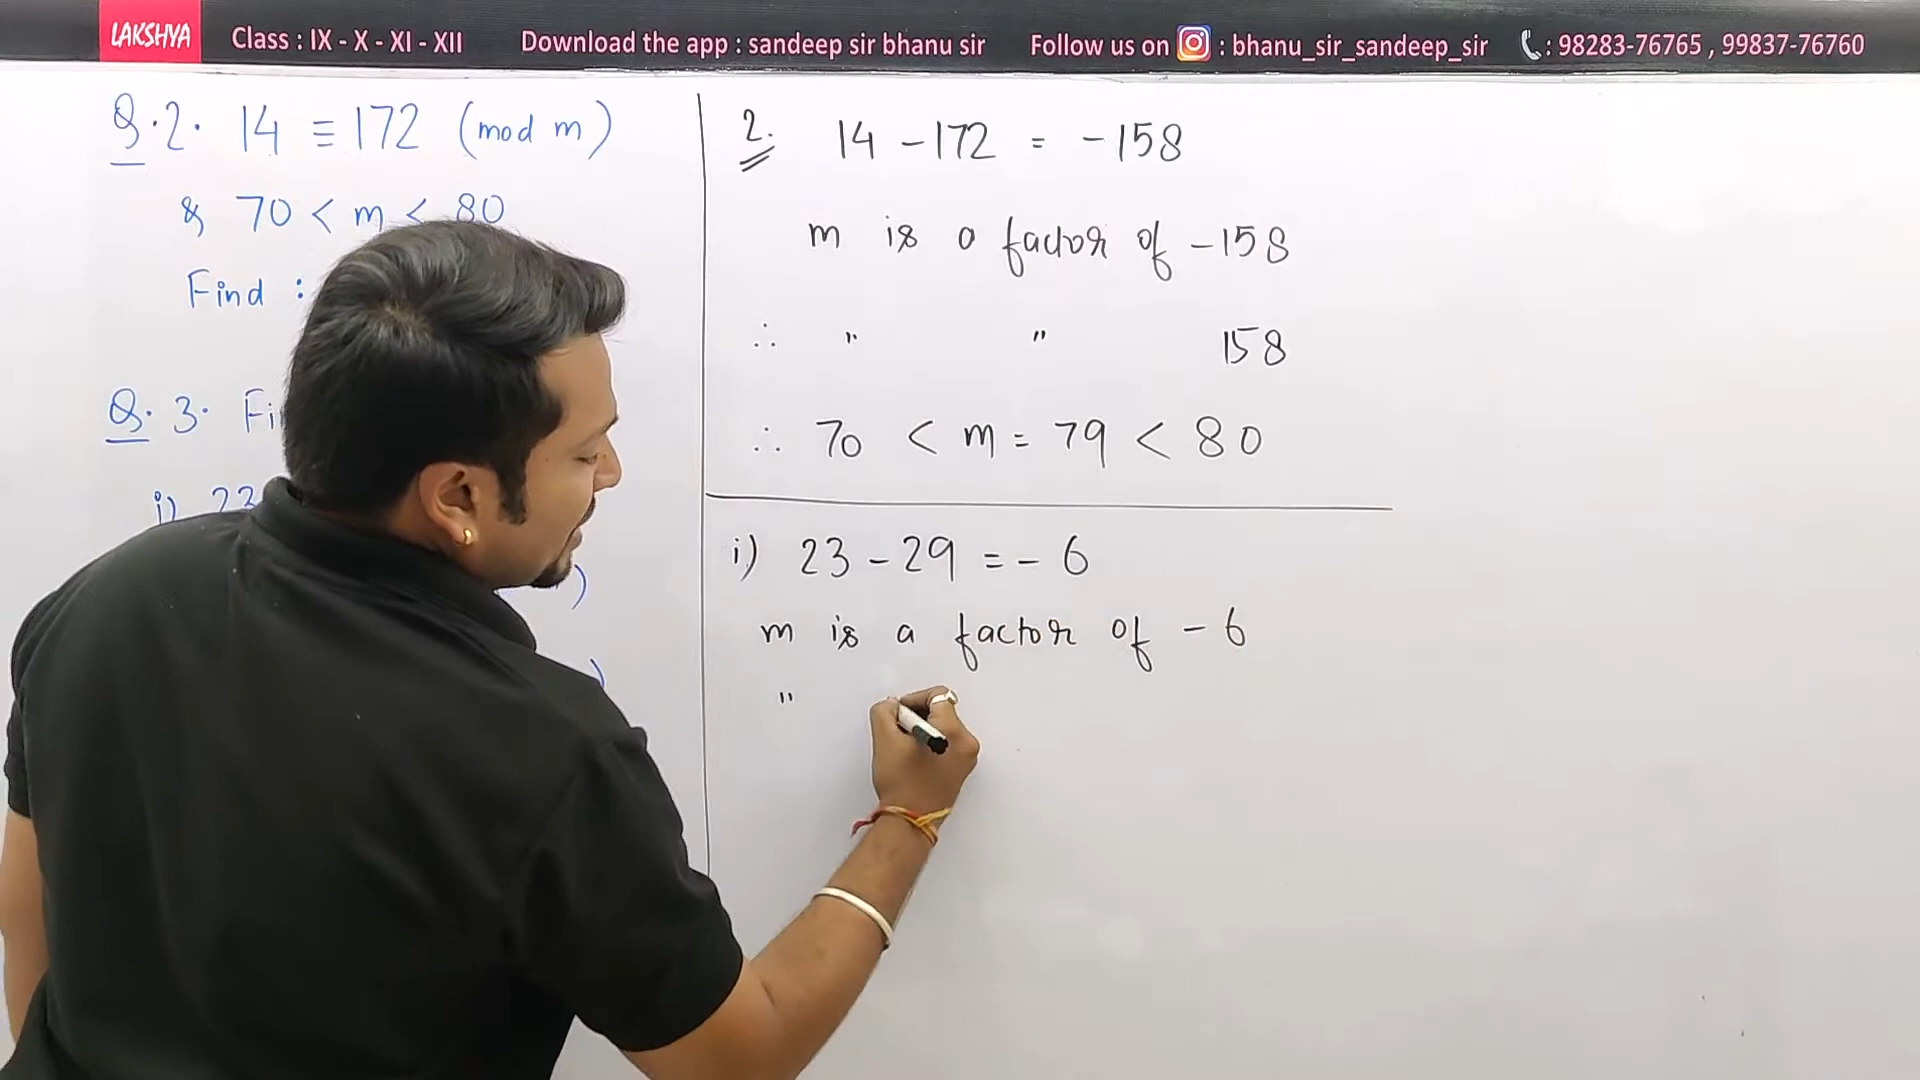 LAKSHYA Class : IX - X - XI - XII Download the app : sandeep sir bhanu sir Follow us on : bhanu_sir_sandeep_sir : 98283-76765 , 99837-76760
Q.2. 14 ≡ 172 (mod m)
& 70 < m < 80
Find :
Q. 3. Fi
i) 23
)
)
2. 14 - 172 = - 158
m is a factor of - 158
∴ " " 158
∴ 70 < m = 79 < 80
i) 23 - 29 = - 6
m is a factor of - 6
"